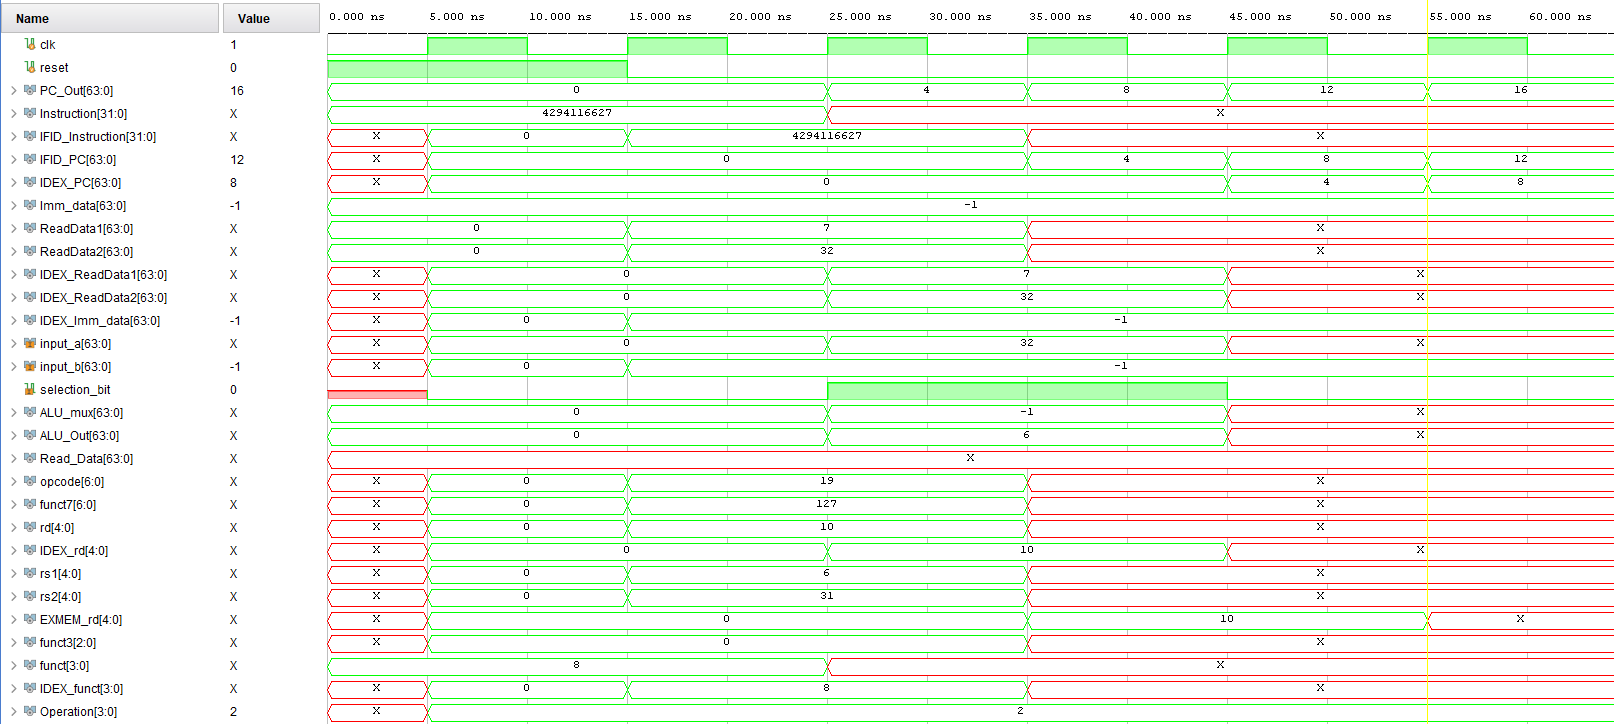 Name Value 0.000 ns 5.000 ns 10.000 ns 15.000 ns 20.000 ns 25.000 ns 30.000 ns 35.000 ns 40.000 ns 45.000 ns 50.000 ns 55.000 ns 60.000 ns
clk 1
reset 0
PC_Out[63:0] 16 0 4 8 12 16
Instruction[31:0] X 4294116627 X
IFID_Instruction[31:0] X X 0 4294116627 X
IFID_PC[63:0] 12 X 0 4 8 12
IDEX_PC[63:0] 8 X 0 4 8
Imm_data[63:0] -1 -1
ReadData1[63:0] X 0 7 X
ReadData2[63:0] X 0 32 X
IDEX_ReadData1[63:0] X X 0 7 X
IDEX_ReadData2[63:0] X X 0 32 X
IDEX_Imm_data[63:0] -1 X 0 -1
input_a[63:0] X X 0 32 X
input_b[63:0] -1 X 0 -1
selection_bit 0
ALU_mux[63:0] X 0 -1 X
ALU_Out[63:0] X 0 6 X
Read_Data[63:0] X X
opcode[6:0] X X 0 19 X
funct7[6:0] X X 0 127 X
rd[4:0] X X 0 10 X
IDEX_rd[4:0] X X 0 10 X
rs1[4:0] X X 0 6 X
rs2[4:0] X X 0 31 X
EXMEM_rd[4:0] X X 0 10 X
funct3[2:0] X X 0 X
funct[3:0] X 8 X
IDEX_funct[3:0] X X 0 8 X
Operation[3:0] 2 X 2